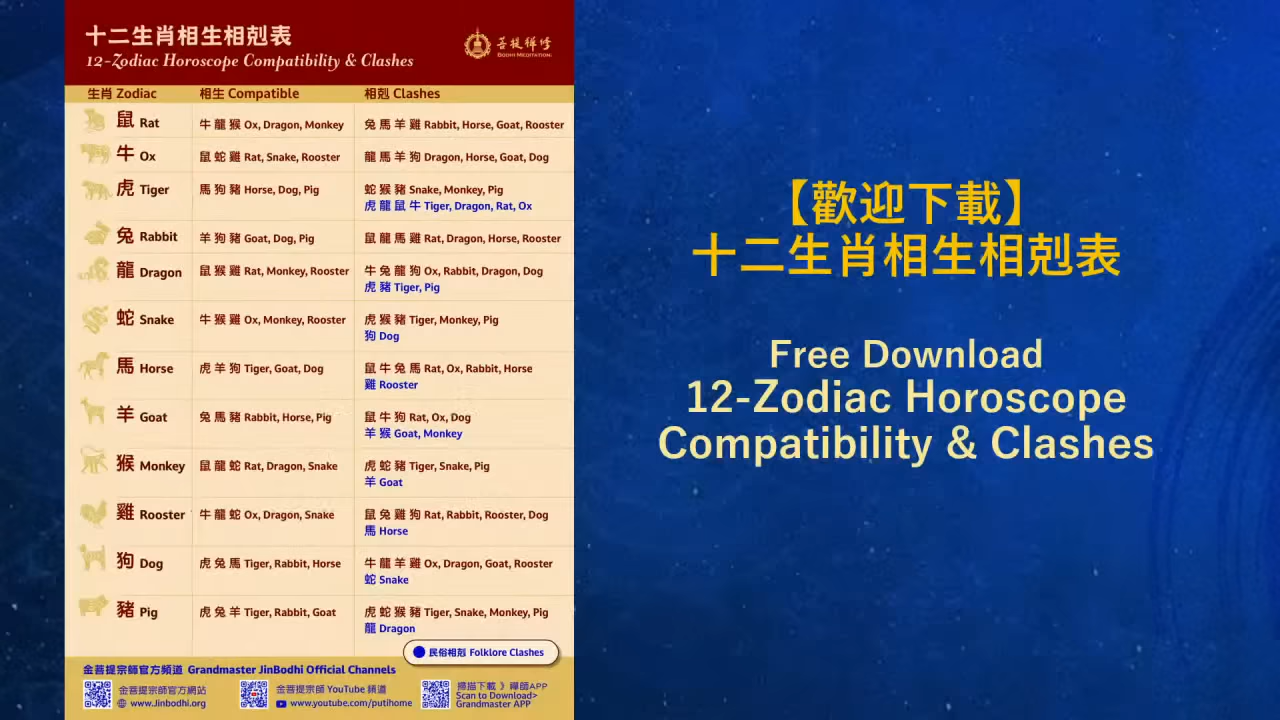 十二生肖相生相剋表
12-Zodiac Horoscope Compatibility & Clashes
菩提禪修
BODHI MEDITATION
生肖 Zodiac 相生 Compatible 相剋 Clashes
鼠 Rat 牛 龍 猴 Ox, Dragon, Monkey 兔 馬 羊 雞 Rabbit, Horse, Goat, Rooster
牛 Ox 鼠 蛇 雞 Rat, Snake, Rooster 龍 馬 羊 狗 Dragon, Horse, Goat, Dog
虎 Tiger 馬 狗 豬 Horse, Dog, Pig 蛇 猴 豬 Snake, Monkey, Pig
虎 龍 鼠 牛 Tiger, Dragon, Rat, Ox
兔 Rabbit 羊 狗 豬 Goat, Dog, Pig 鼠 龍 馬 雞 Rat, Dragon, Horse, Rooster
龍 Dragon 鼠 猴 雞 Rat, Monkey, Rooster 牛 兔 龍 狗 Ox, Rabbit, Dragon, Dog
虎 豬 Tiger, Pig
蛇 Snake 牛 猴 雞 Ox, Monkey, Rooster 虎 猴 豬 Tiger, Monkey, Pig
狗 Dog
馬 Horse 虎 羊 狗 Tiger, Goat, Dog 鼠 牛 兔 馬 Rat, Ox, Rabbit, Horse
雞 Rooster
羊 Goat 兔 馬 豬 Rabbit, Horse, Pig 鼠 牛 狗 Rat, Ox, Dog
羊 猴 Goat, Monkey
猴 Monkey 鼠 龍 蛇 Rat, Dragon, Snake 虎 蛇 豬 Tiger, Snake, Pig
羊 Goat
雞 Rooster 牛 龍 蛇 Ox, Dragon, Snake 鼠 兔 雞 狗 Rat, Rabbit, Rooster, Dog
馬 Horse
狗 Dog 虎 兔 馬 Tiger, Rabbit, Horse 牛 龍 羊 雞 Ox, Dragon, Goat, Rooster
蛇 Snake
豬 Pig 虎 兔 羊 Tiger, Rabbit, Goat 虎 蛇 猴 豬 Tiger, Snake, Monkey, Pig
龍 Dragon
民俗相剋 Folklore Clashes
金菩提宗師官方頻道 Grandmaster JinBodhi Official Channels
金菩提宗師官方網站
www.Jinbodhi.org
金菩提宗師 YouTube 頻道
www.youtube.com/putihome
掃描下載 》禪師APP
Scan to Download>
Grandmaster APP
【歡迎下載】
十二生肖相生相剋表
Free Download
12-Zodiac Horoscope
Compatibility & Clashes